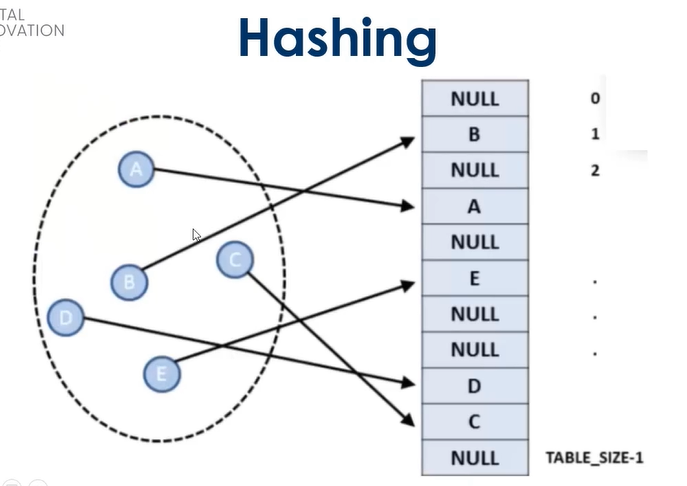 TAL
OVATION
Hashing
NULL 0
B 1
NULL 2
A
NULL
E .
NULL .
NULL .
D
C
NULL TABLE_SIZE-1
A
B
C
D
E